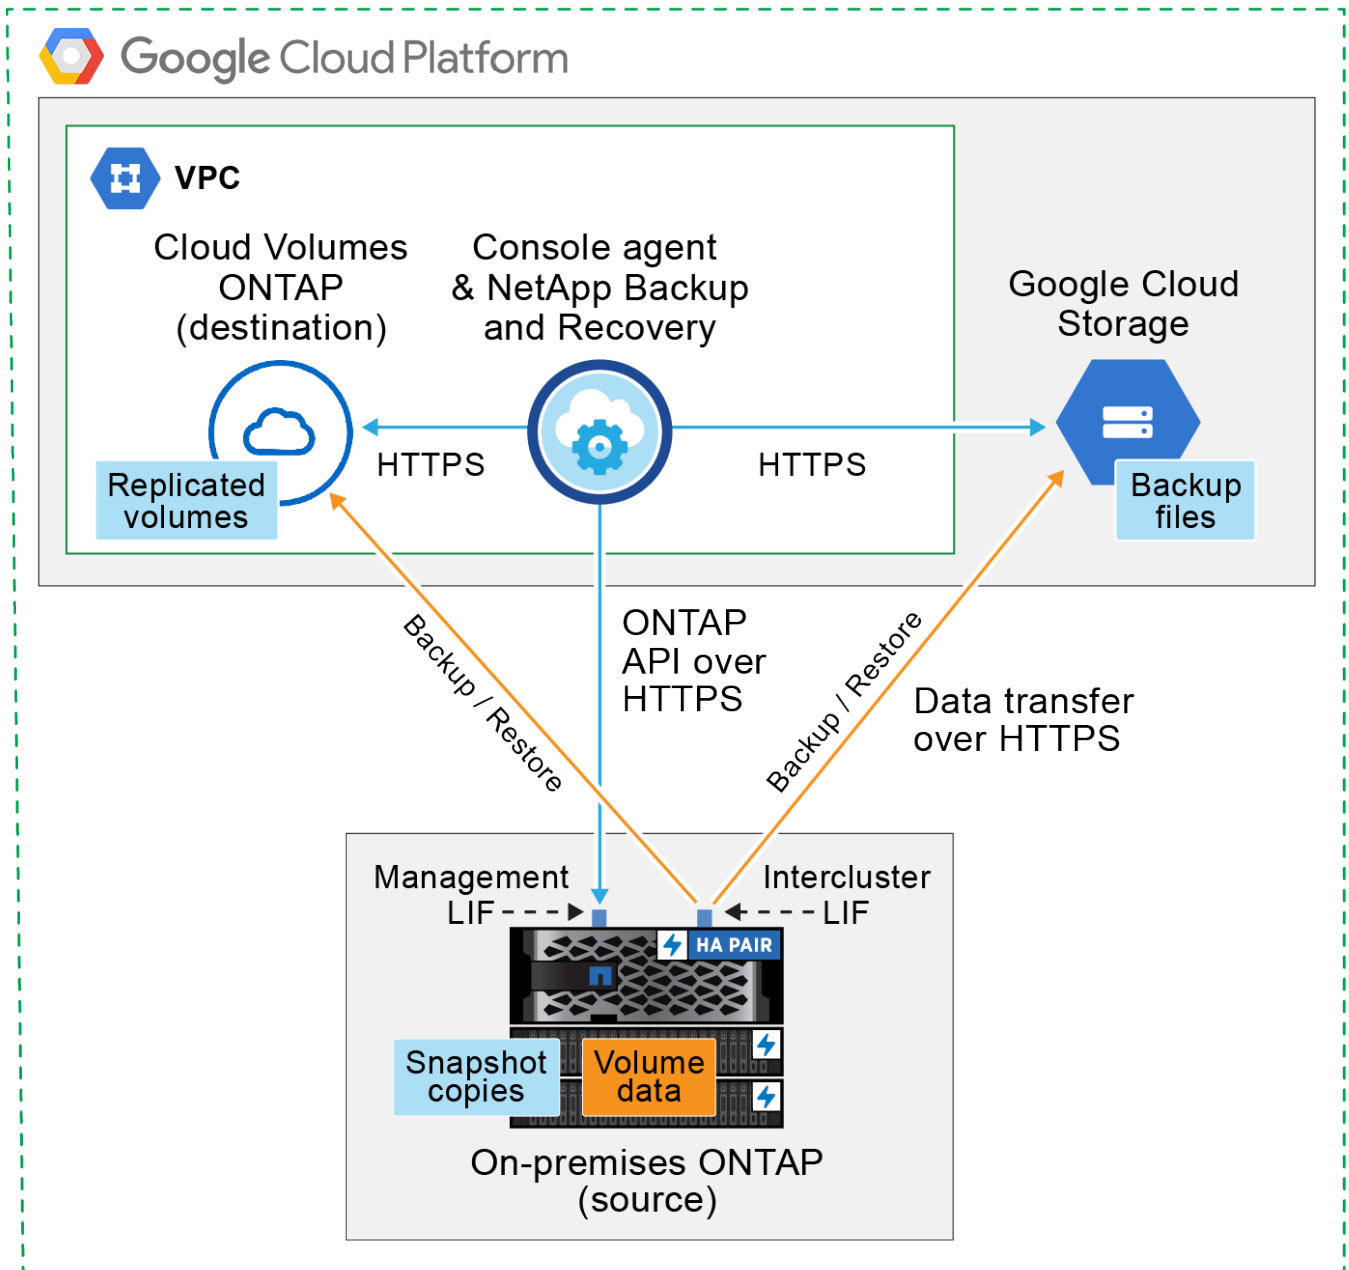 Google Cloud Platform
VPC
Cloud Volumes
ONTAP
(destination)
Console agent
& NetApp Backup
and Recovery
Google Cloud
Storage
HTTPS
HTTPS
Replicated
volumes
Backup
files
Backup / Restore
ONTAP
API over
HTTPS
Backup / Restore
Data transfer
over HTTPS
Management
LIF
Intercluster
LIF
HA PAIR
Snapshot
copies
Volume
data
On-premises ONTAP
(source)